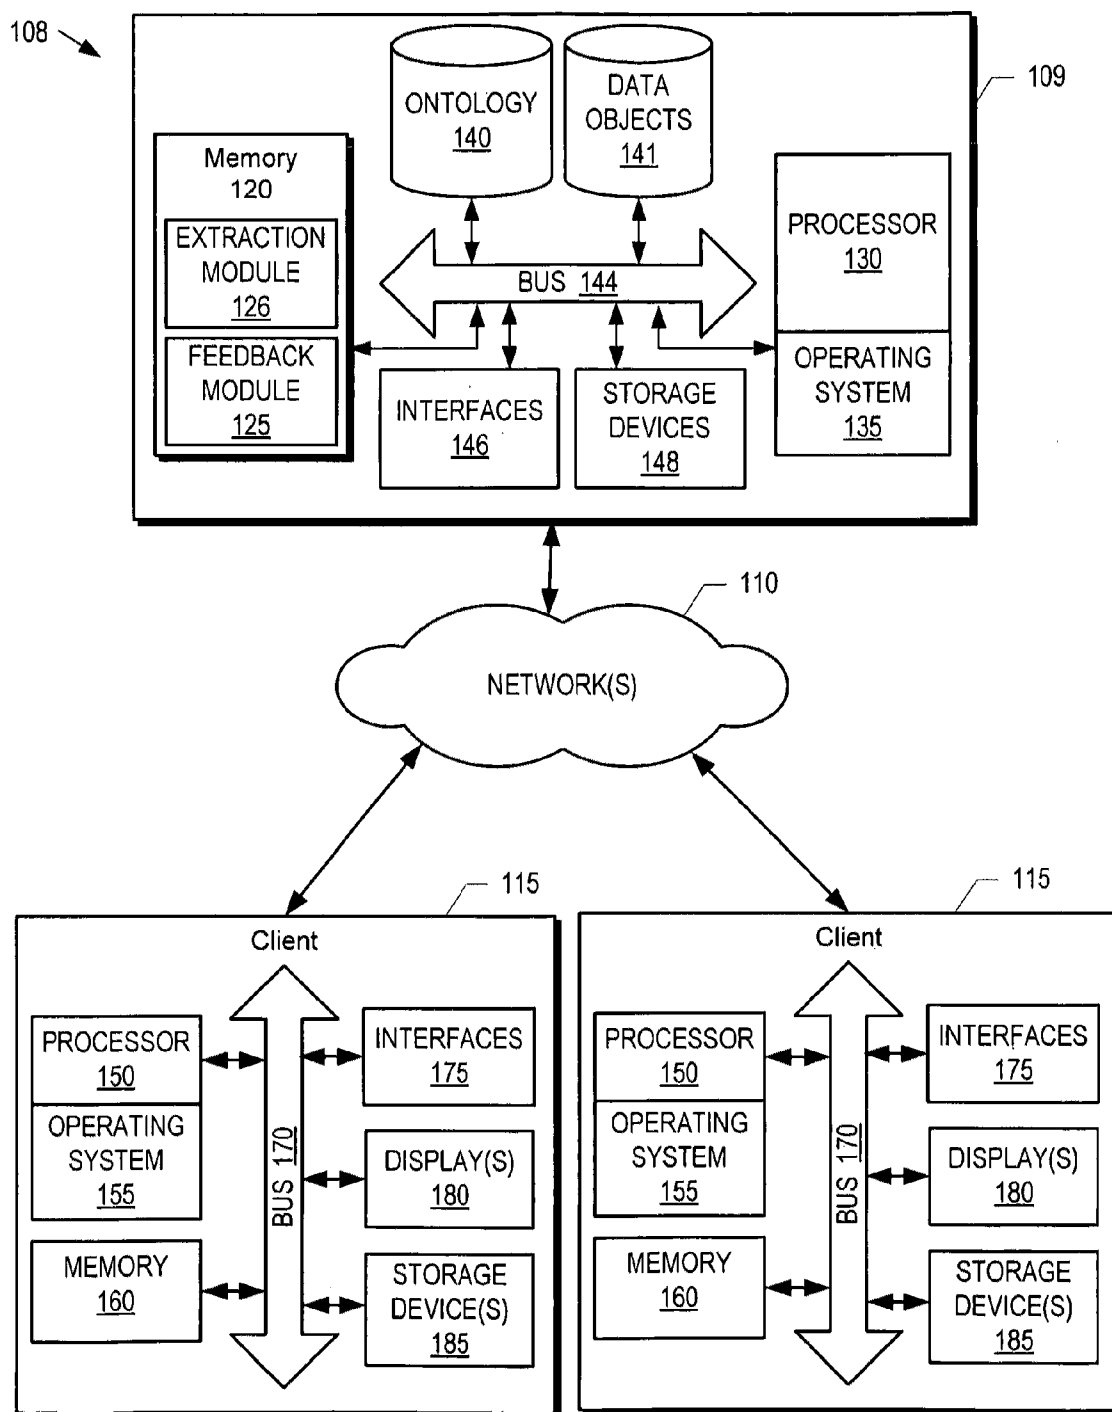 108
109
ONTOLOGY
140
DATA
OBJECTS
141
Memory
120
EXTRACTION
MODULE
126
FEEDBACK
MODULE
125
BUS 144
PROCESSOR
130
OPERATING
SYSTEM
135
INTERFACES
146
STORAGE
DEVICES
148
110
NETWORK(S)
115
Client
PROCESSOR
150
OPERATING
SYSTEM
155
MEMORY
160
BUS 170
INTERFACES
175
DISPLAY(S)
180
STORAGE
DEVICE(S)
185
115
Client
PROCESSOR
150
OPERATING
SYSTEM
155
MEMORY
160
BUS 170
INTERFACES
175
DISPLAY(S)
180
STORAGE
DEVICE(S)
185